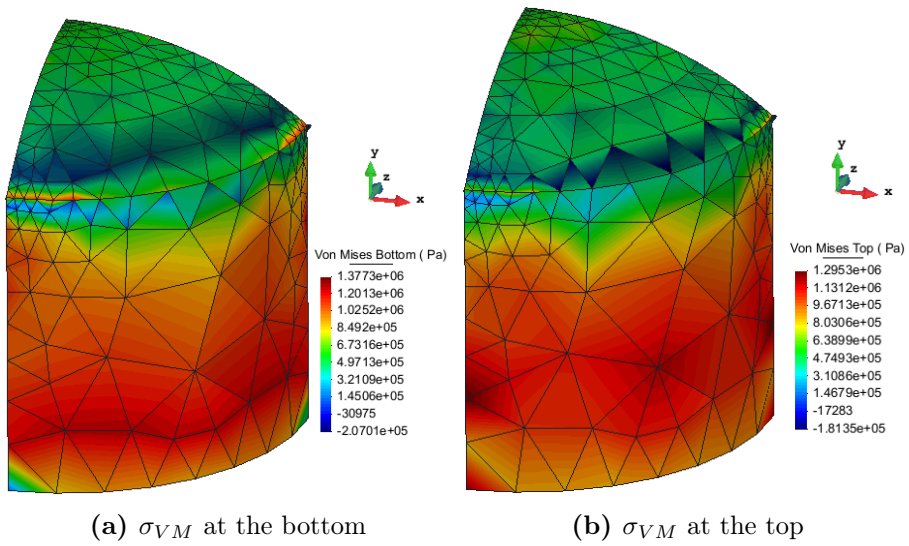 y
z
x
Von Mises Bottom ( Pa)
1.3773e+06
1.2013e+06
1.0252e+06
8.492e+05
6.7316e+05
4.9713e+05
3.2109e+05
1.4506e+05
-30975
-2.0701e+05
y
z
x
Von Mises Top ( Pa)
1.2953e+06
1.1312e+06
9.6713e+05
8.0306e+05
6.3899e+05
4.7493e+05
3.1086e+05
1.4679e+05
-17283
-1.8135e+05
(a) σVM at the bottom
(b) σVM at the top